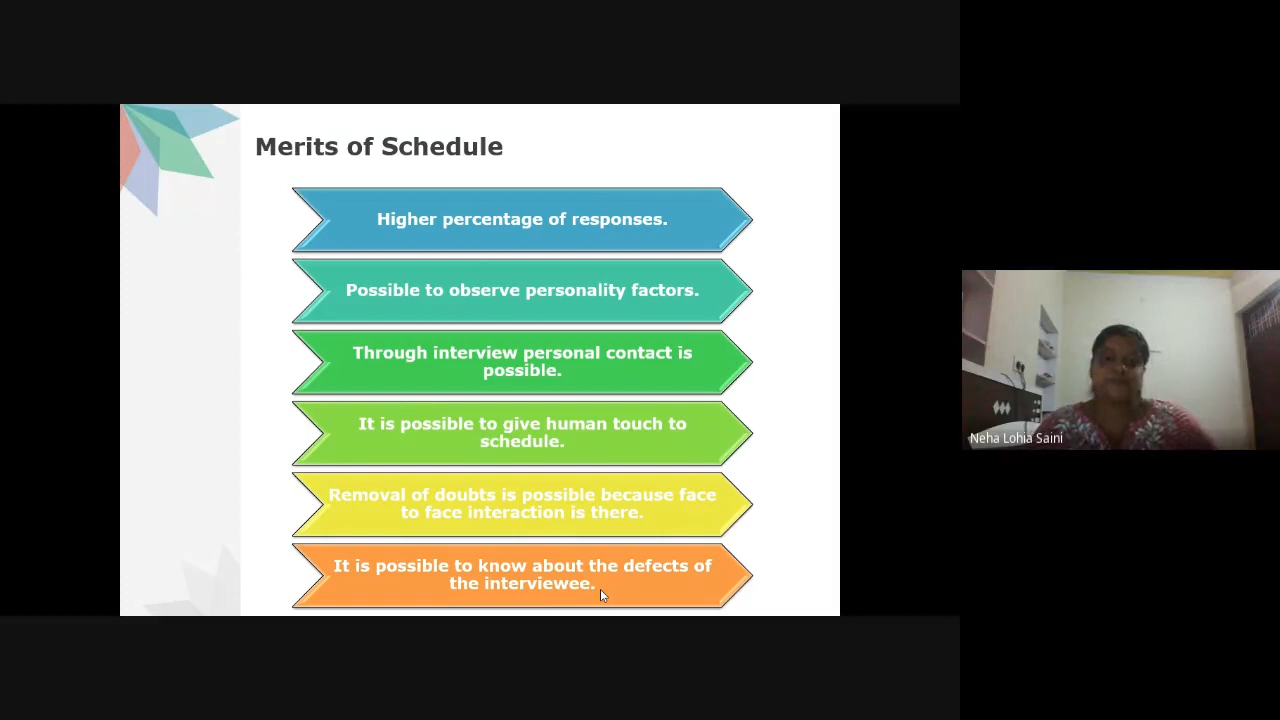 Merits of Schedule
Higher percentage of responses.
Possible to observe personality factors.
Through interview personal contact is
possible.
It is possible to give human touch to
schedule.
Removal of doubts is possible because face
to face interaction is there.
It is possible to know about the defects of
the interviewee.
Neha Lohia Saini